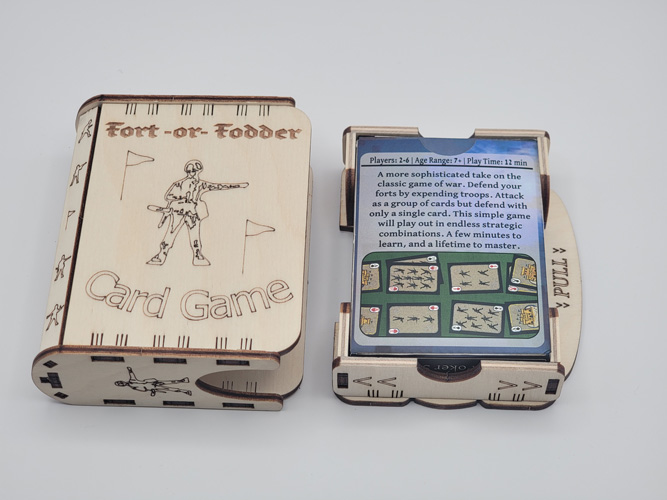 Fort-or-Fodder
Card Game
Players: 2-6 | Age Range: 7+ | Play Time: 12 min
A more sophisticated take on the
classic game of war. Defend your
forts by expending troops. Attack
as a group of cards but defend with
only a single card. This simple game
will play out in endless strategic
combinations. A few minutes to
learn, and a lifetime to master.
PULL
oker